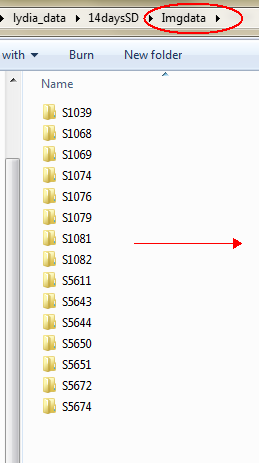 lydia_data 14daysSD Imgdata
with Burn New folder
Name
S1039
S1068
S1069
S1074
S1076
S1079
S1081
S1082
S5611
S5643
S5644
S5650
S5651
S5672
S5674